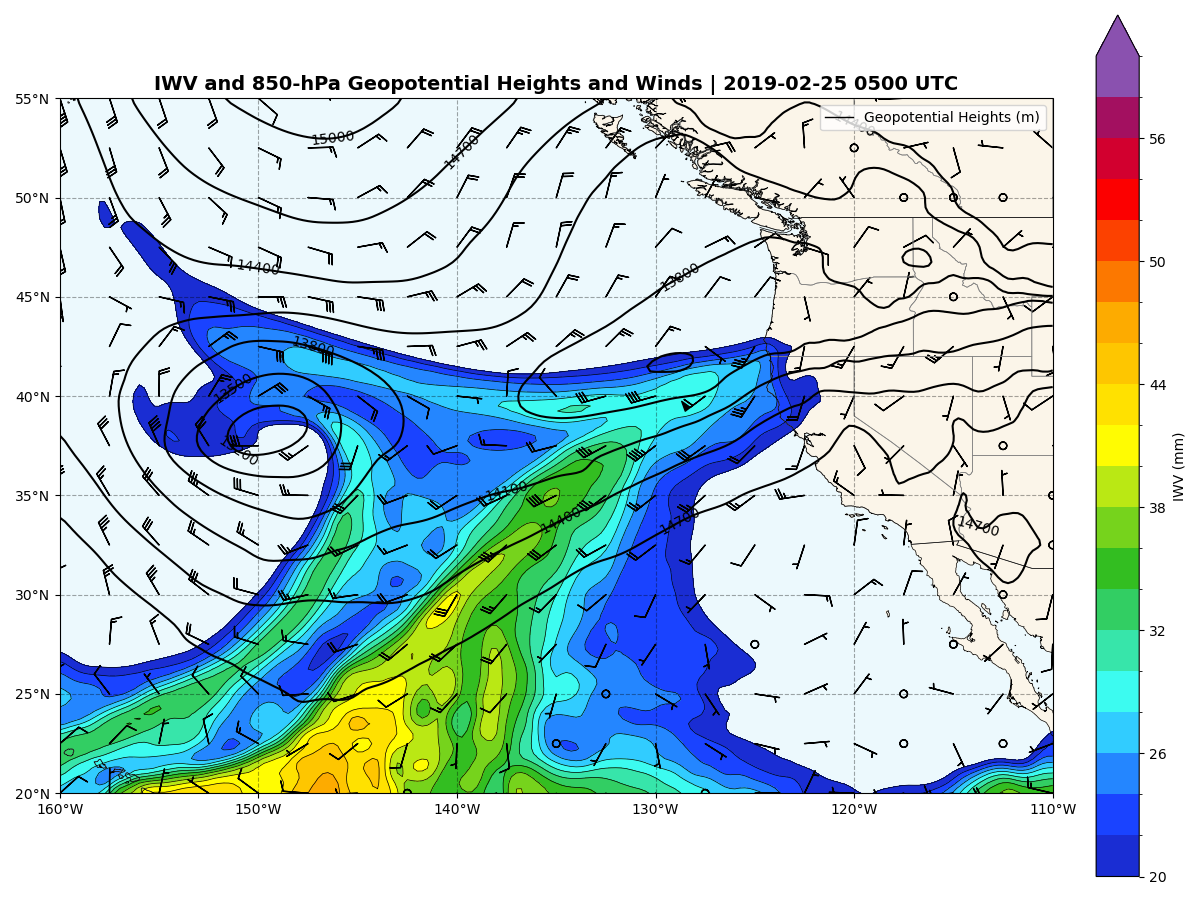 IWV and 850-hPa Geopotential Heights and Winds | 2019-02-25 0500 UTC
Geopotential Heights (m)
55°N
50°N
45°N
40°N
35°N
30°N
25°N
20°N
160°W
150°W
140°W
130°W
120°W
110°W
15000
14700
14400
13800
13800
13500
14100
14400
14700
14700
56
50
44
38
32
26
20
IWV (mm)